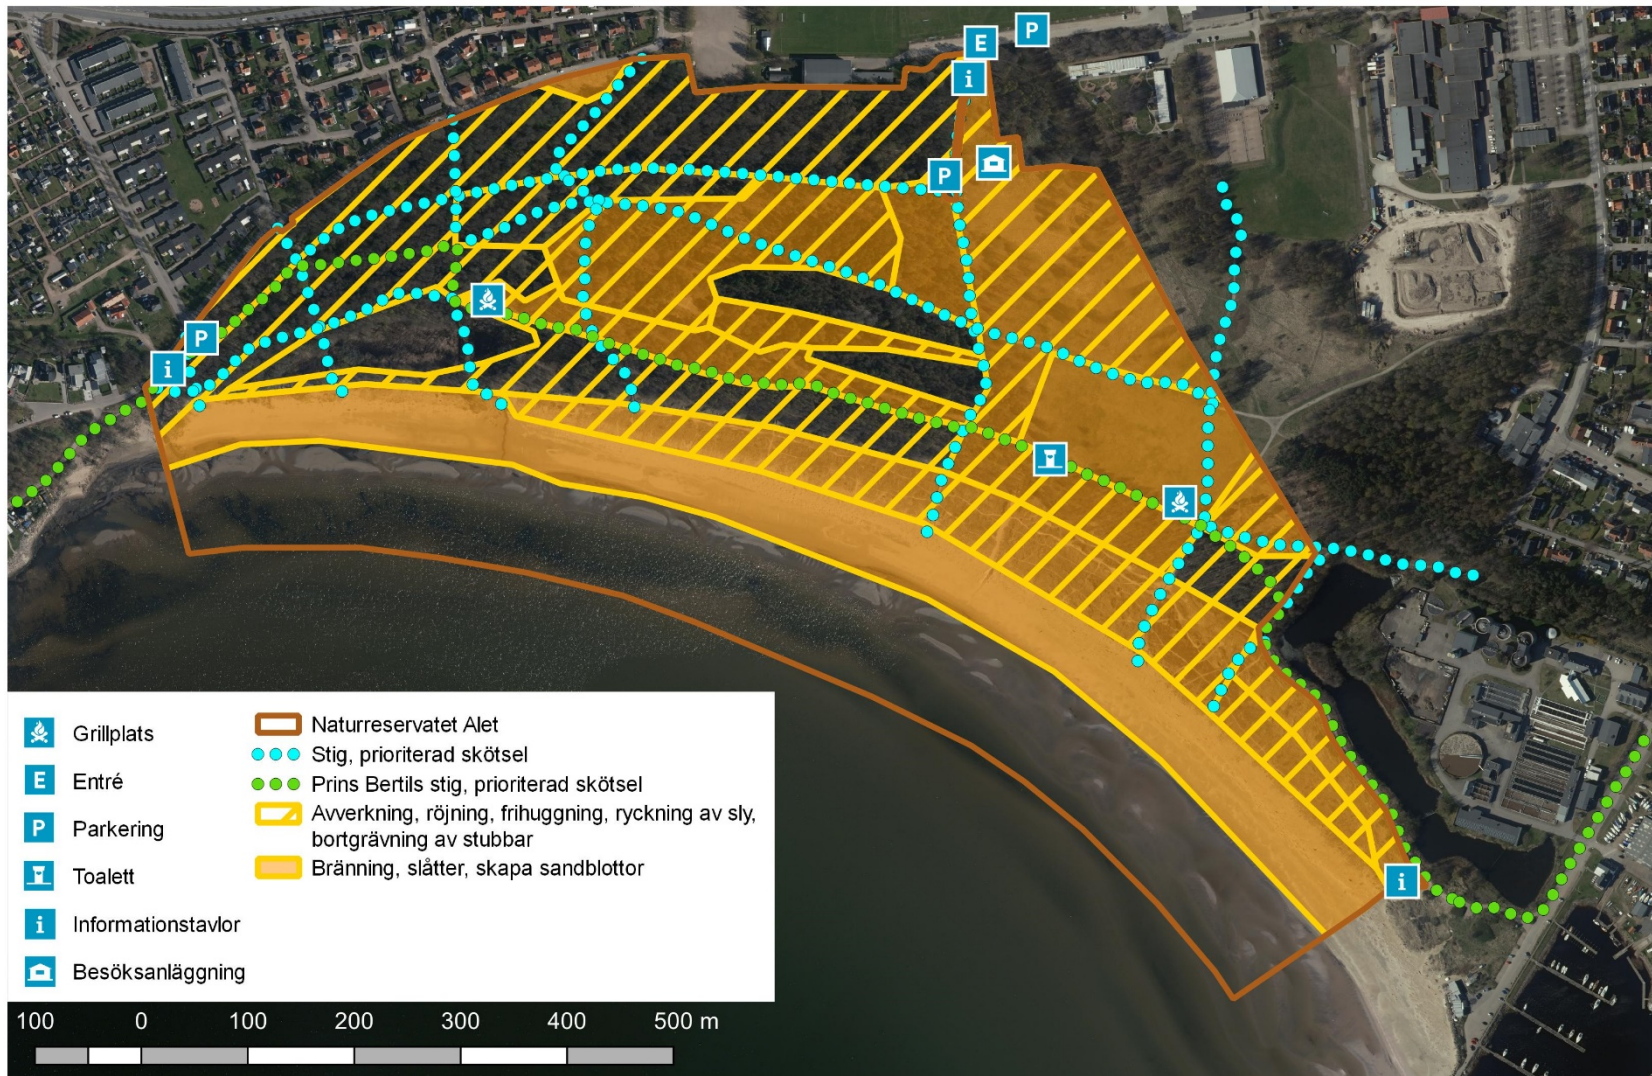 E
P
i
P
P
i
i
Grillplats
E Entré
P Parkering
Toalett
i Informationstavlor
Besöksanläggning
Naturreservatet Alet
Stig, prioriterad skötsel
Prins Bertils stig, prioriterad skötsel
Avverkning, röjning, frihuggning, ryckning av sly,
bortgrävning av stubbar
Bränning, slåtter, skapa sandblottor
100 0 100 200 300 400 500 m